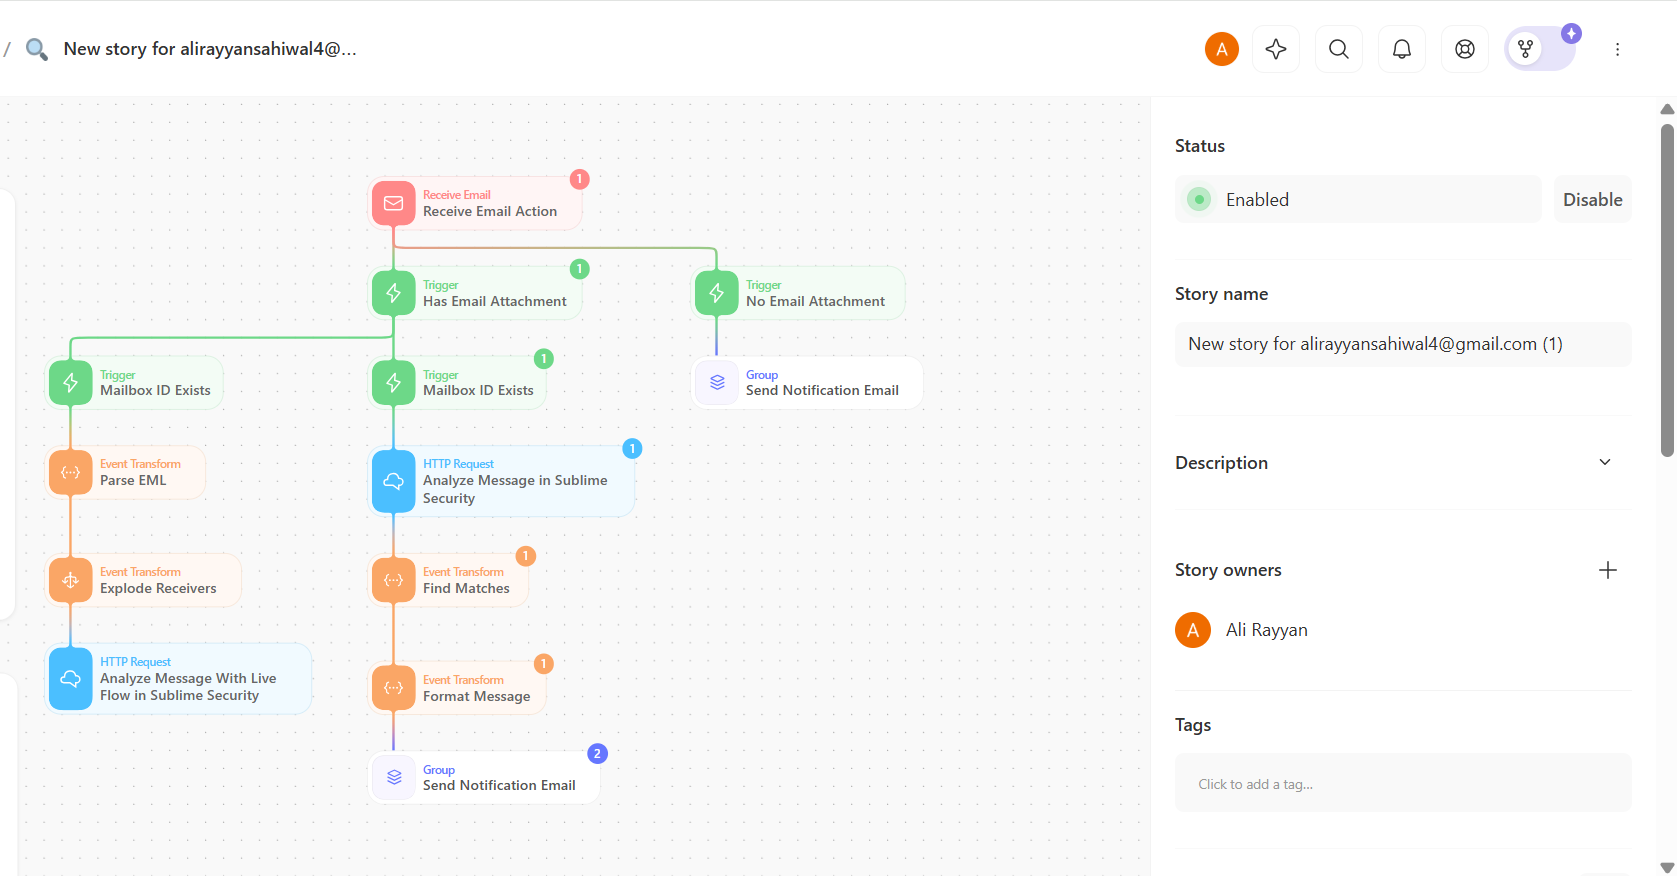 / New story for alirayyansahiwal4@...
A
Receive Email
Receive Email Action
1
Trigger
Has Email Attachment
1
Trigger
No Email Attachment
Trigger
Mailbox ID Exists
Trigger
Mailbox ID Exists
1
Group
Send Notification Email
Event Transform
Parse EML
HTTP Request
Analyze Message in Sublime
Security
1
Event Transform
Explode Receivers
Event Transform
Find Matches
1
HTTP Request
Analyze Message With Live
Flow in Sublime Security
Event Transform
Format Message
1
Group
Send Notification Email
2
Status
Enabled
Disable
Story name
New story for alirayyansahiwal4@gmail.com (1)
Description
Story owners
A Ali Rayyan
Tags
Click to add a tag...